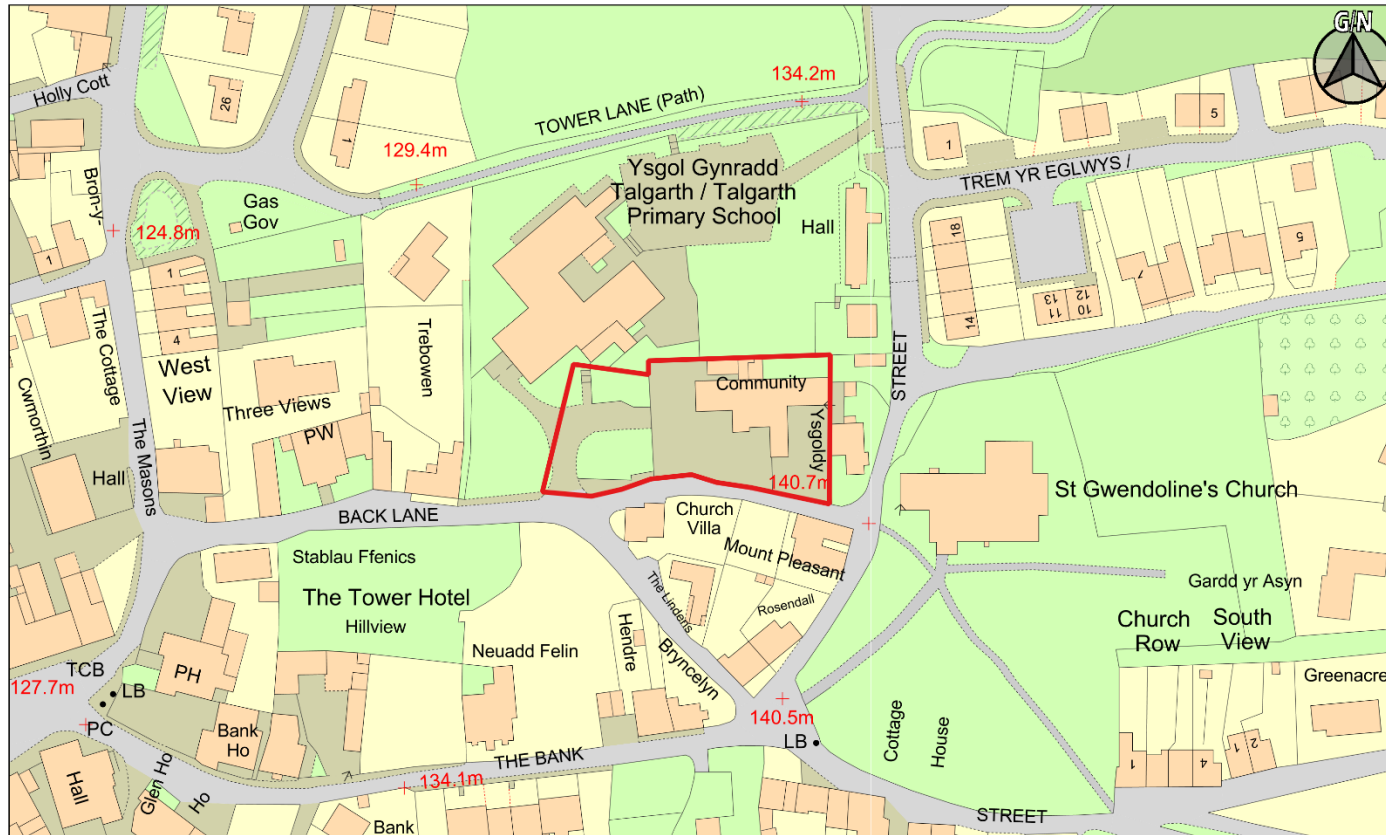 G/N
Holly Cott
26
1
TOWER LANE (Path)
134.2m
129.4m
5
1
TREM YR EGLWYS /
Ysgol Gynradd
Talgarth / Talgarth
Primary School
Hall
Bron-y-
Gas
Gov
124.8m
1
1
4
18
14
7
5
13
12
11
10
The Cottage
West
View
Trebowen
Three Views
PW
Cwmorthin
The Masons
Hall
Community
Ysgoldy
140.7m
STREET
St Gwendoline's Church
BACK LANE
Church
Villa
Mount Pleasant
Stablau Ffenics
The Tower Hotel
Hillview
The Lindens
Rosendall
Gardd yr Asyn
Church
Row
South
View
Neuadd Felin
Hendre
Bryncelyn
Greenacre
TCB
PH
127.7m
LB
PC
Bank
Ho
140.5m
LB
Cottage
House
THE BANK
Hall
Glen Ho
Ho
134.1m
Bank
1
4
1
2
STREET